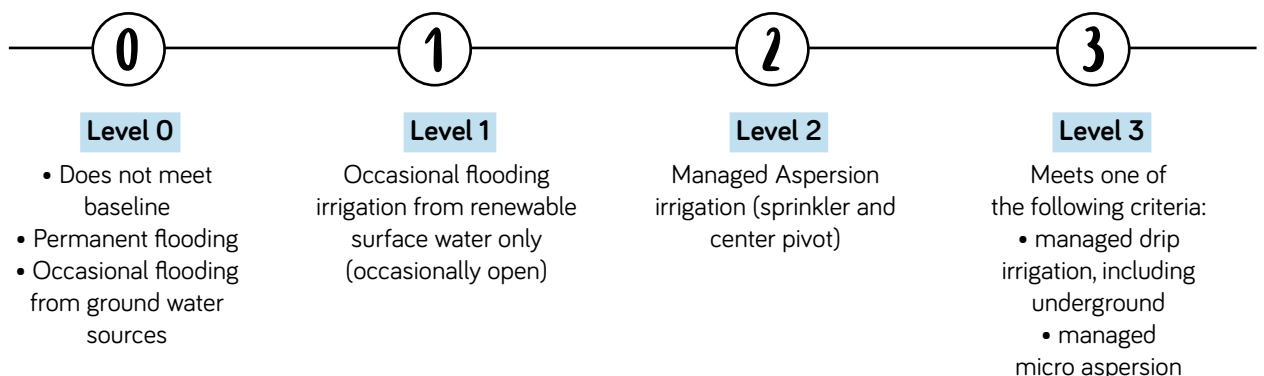 0
1
2
3
Level 0
• Does not meet
baseline
• Permanent flooding
• Occasional flooding
from ground water
sources
Level 1
Occasional flooding
irrigation from renewable
surface water only
(occasionally open)
Level 2
Managed Aspersion
irrigation (sprinkler and
center pivot)
Level 3
Meets one of
the following criteria:
• managed drip
irrigation, including
underground
• managed
micro aspersion